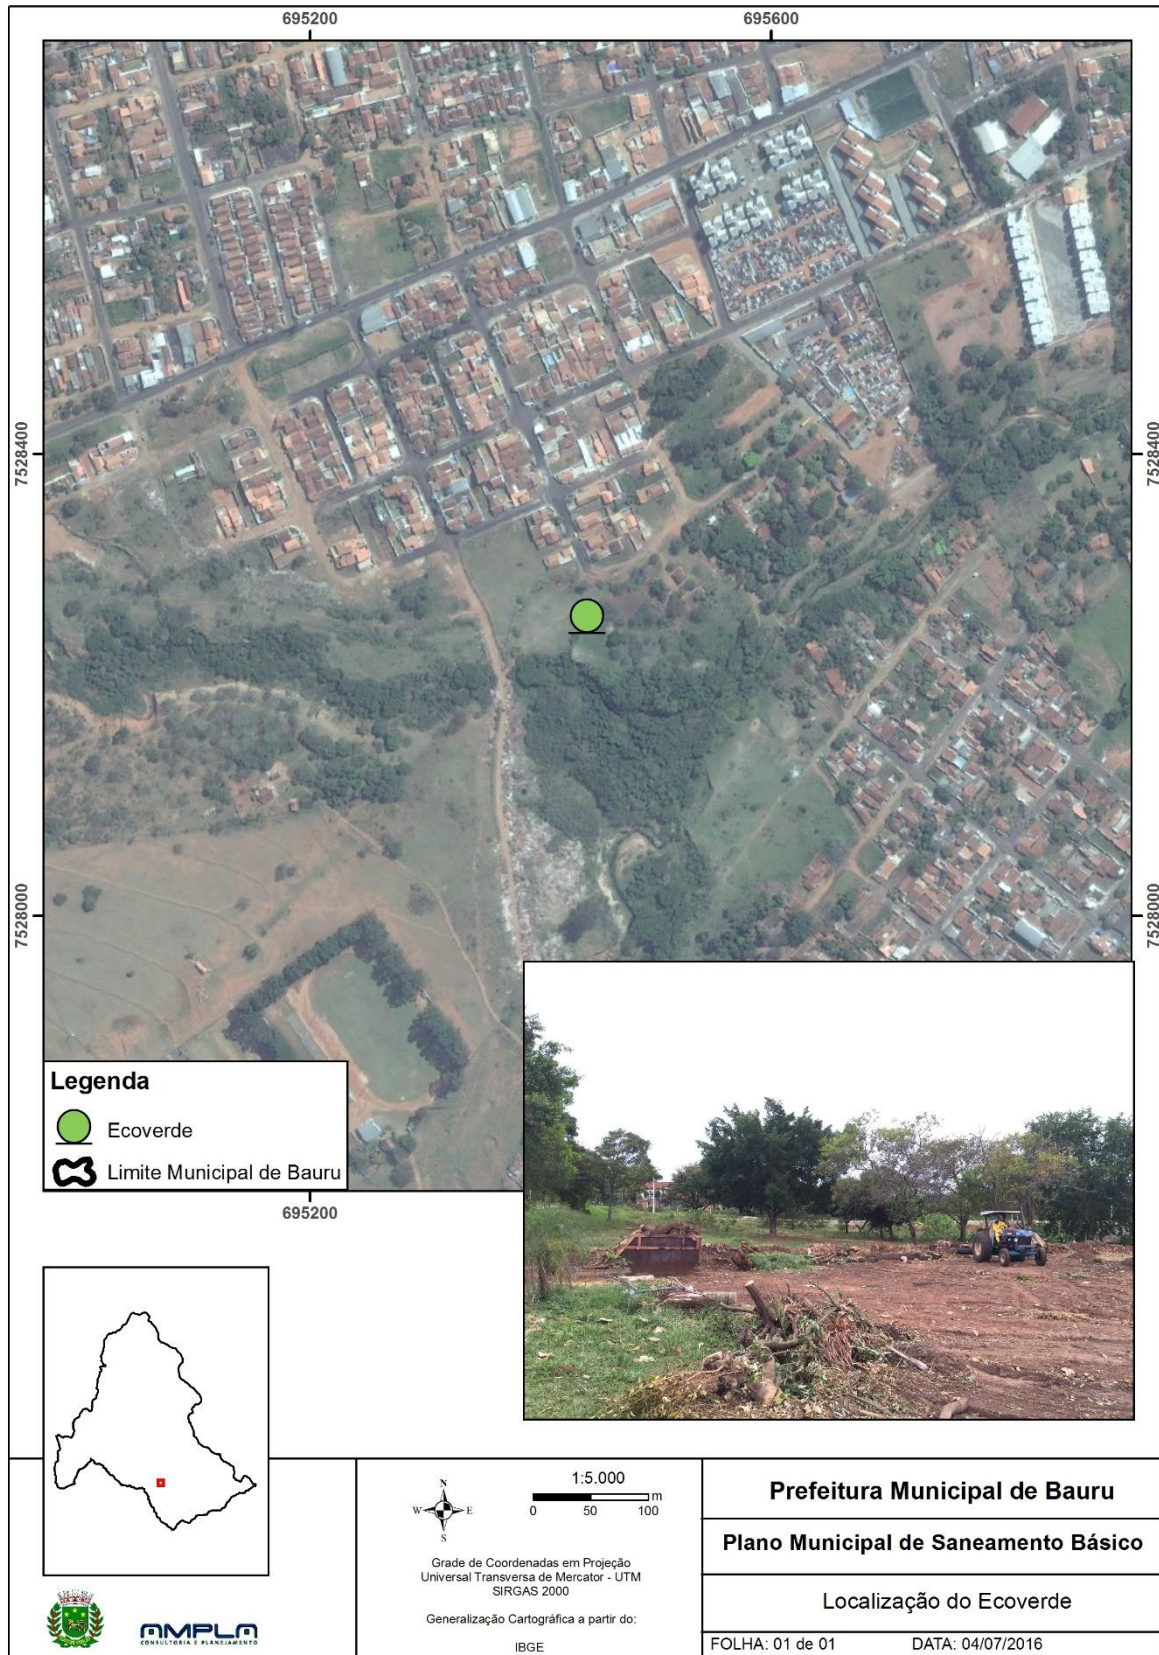 695200
695600
7528400
7528400
7528000
7528000
Legenda
Ecoverde
Limite Municipal de Bauru
695200
1:5.000
m
0 50 100
N
W E
S
Grade de Coordenadas em Projeção
Universal Transversa de Mercator - UTM
SIRGAS 2000
Generalização Cartográfica a partir do:
IBGE
Prefeitura Municipal de Bauru
Plano Municipal de Saneamento Básico
Localização do Ecoverde
FOLHA: 01 de 01 DATA: 04/07/2016
AMPLA
CONSULTORIA E PLANEJAMENTO